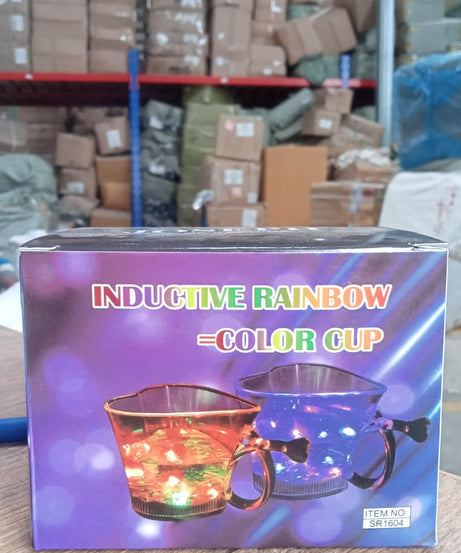 INDUCTIVE RAINBOW
=COLOR CUP
ITEM NO:
SR1604